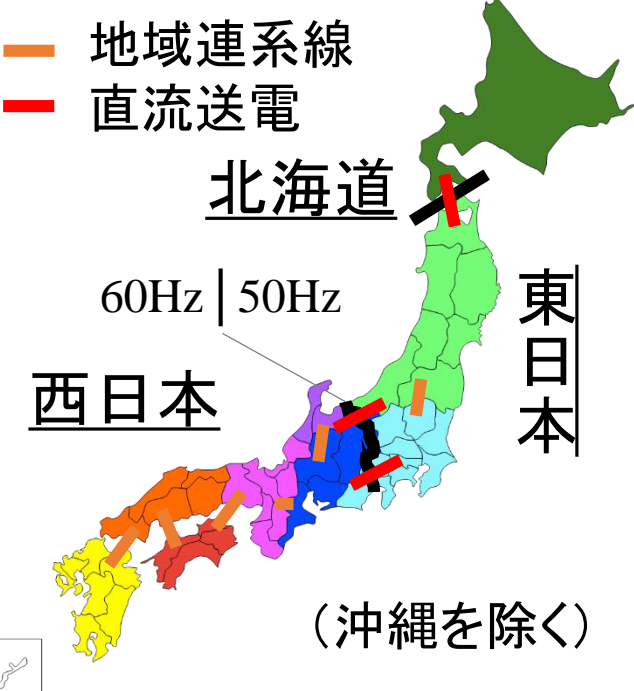 地域連系線
直流送電
北海道
60Hz|50Hz
東日本
西日本
(沖縄を除く)